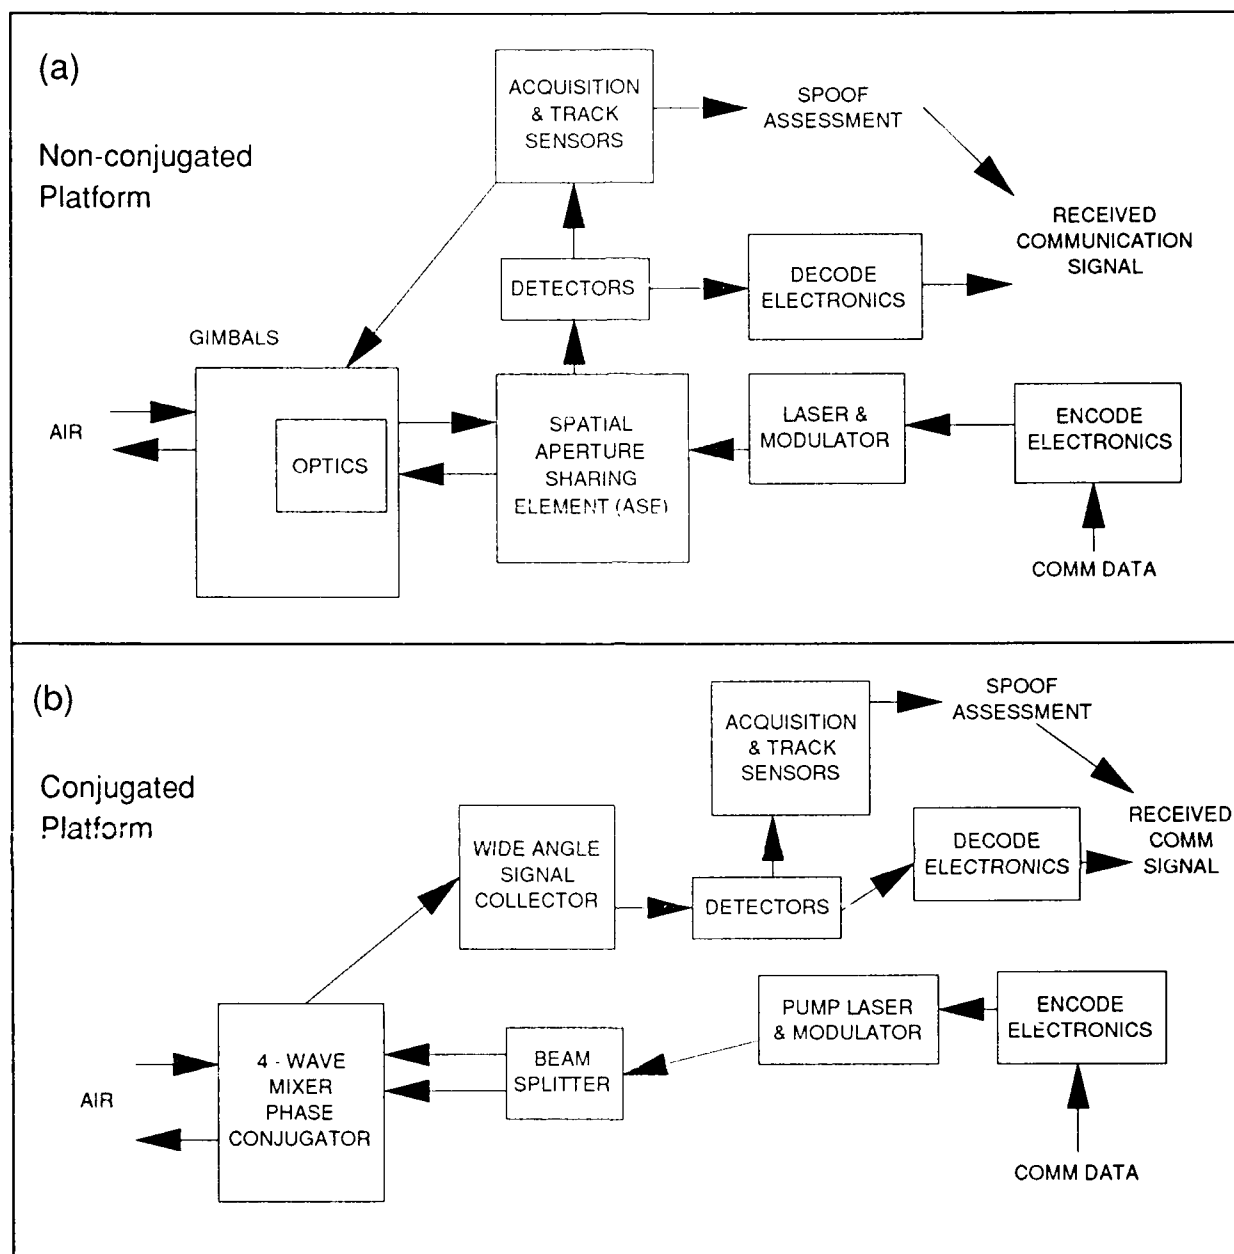 (a)
Non-conjugated
Platform
ACQUISITION
& TRACK
SENSORS
SPOOF
ASSESSMENT
RECEIVED
COMMUNICATION
SIGNAL
DETECTORS
DECODE
ELECTRONICS
GIMBALS
AIR
OPTICS
SPATIAL
APERTURE
SHARING
ELEMENT (ASE)
LASER &
MODULATOR
ENCODE
ELECTRONICS
COMM DATA
(b)
Conjugated
Platform
ACQUISITION
& TRACK
SENSORS
SPOOF
ASSESSMENT
RECEIVED
COMM
SIGNAL
WIDE ANGLE
SIGNAL
COLLECTOR
DETECTORS
DECODE
ELECTRONICS
AIR
4 - WAVE
MIXER
PHASE
CONJUGATOR
BEAM
SPLITTER
PUMP LASER
& MODULATOR
ENCODE
ELECTRONICS
COMM DATA